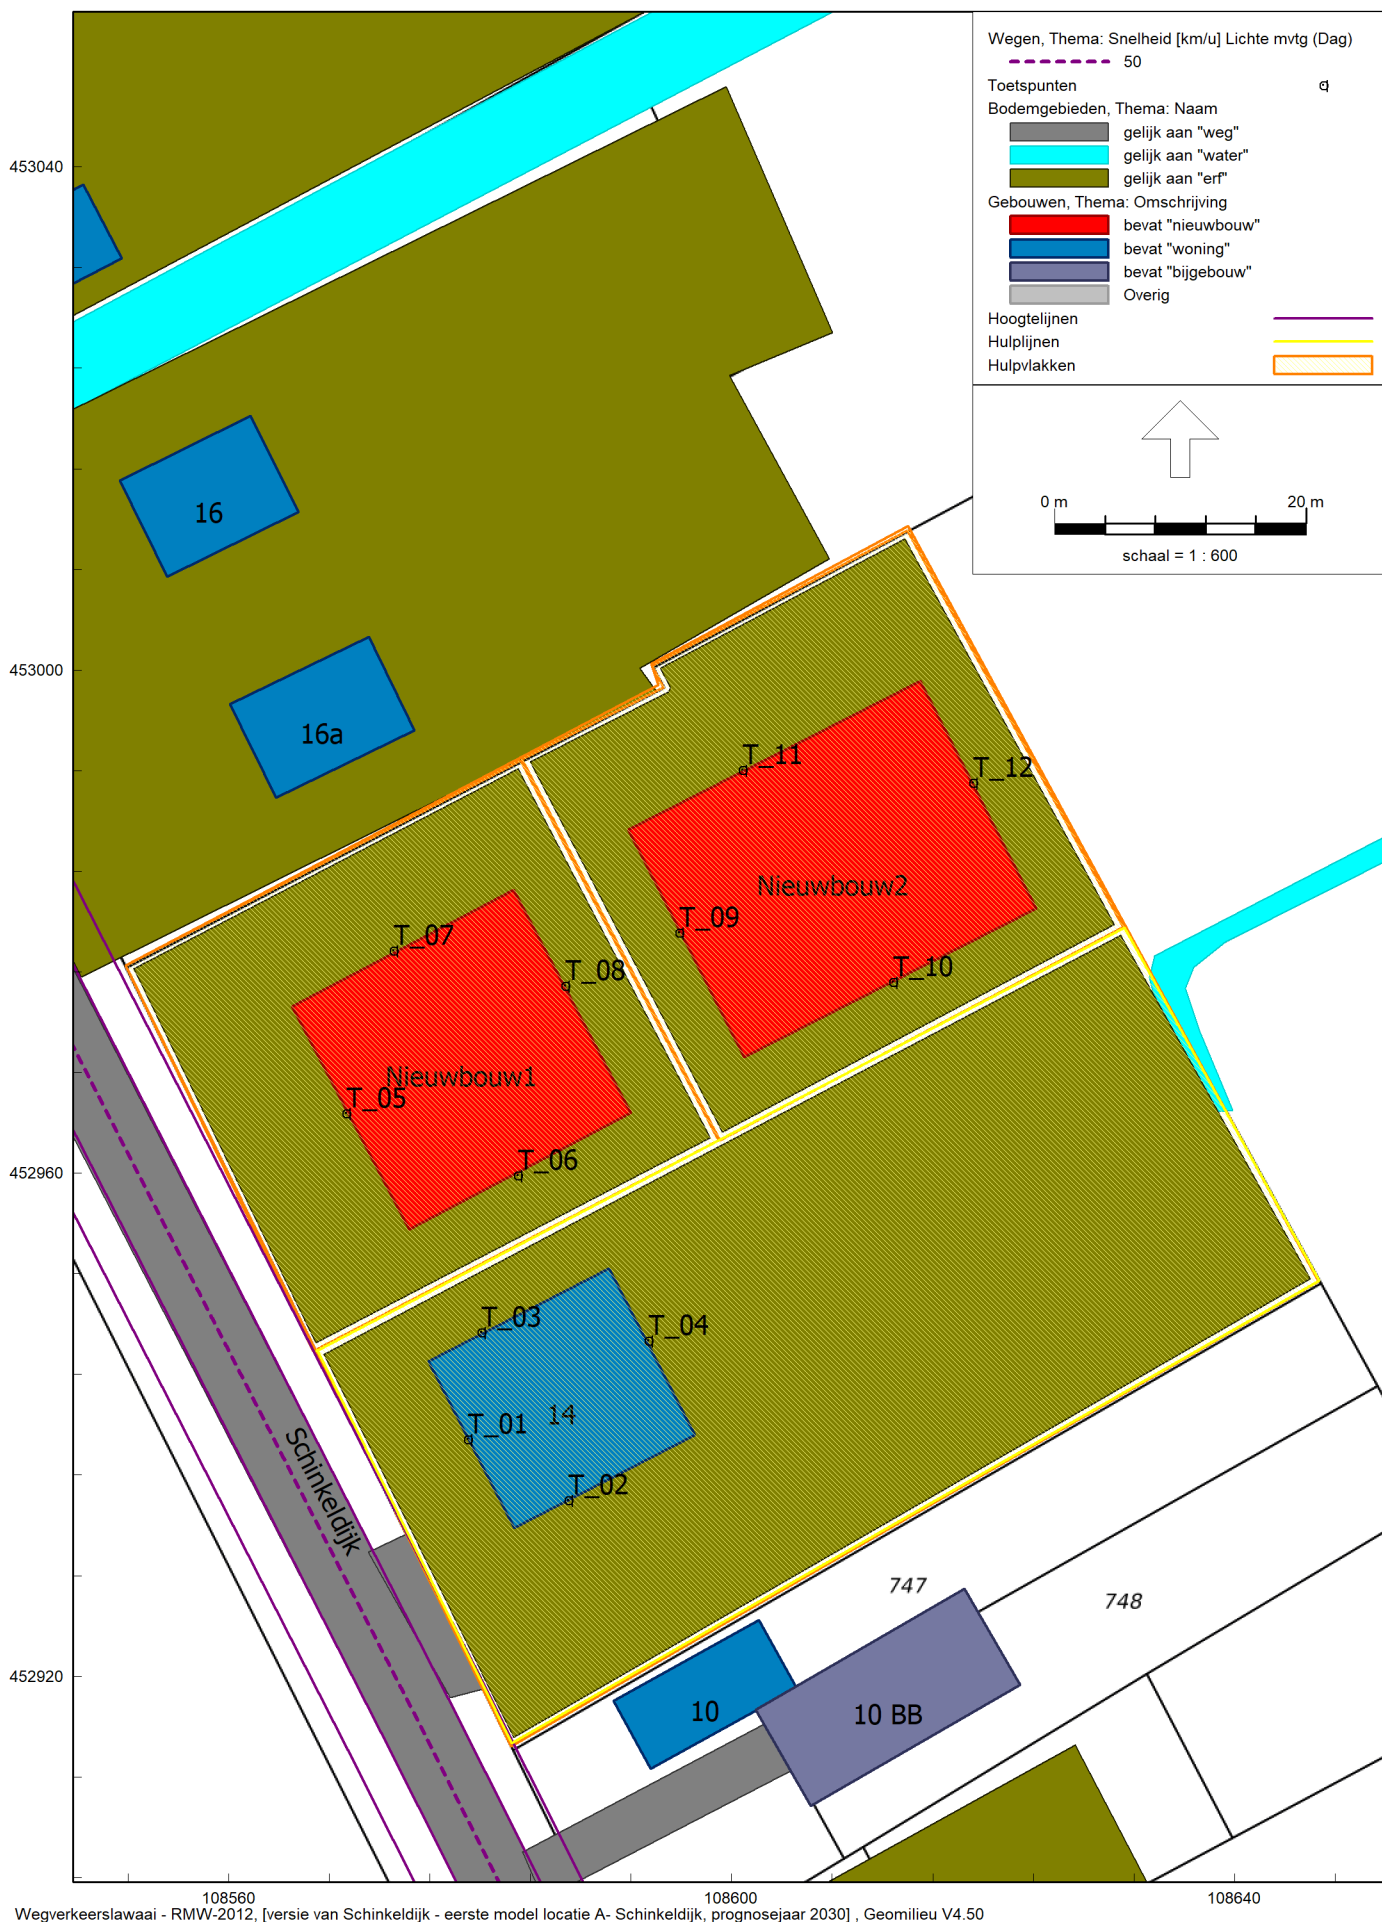 Wegen, Thema: Snelheid [km/u] Lichte mvtg (Dag)
50
Toetspunten
Bodemgebieden, Thema: Naam
gelijk aan "weg"
gelijk aan "water"
gelijk aan "erf"
Gebouwen, Thema: Omschrijving
bevat "nieuwbouw"
bevat "woning"
bevat "bijgebouw"
Overig
Hoogtelijnen
Hulplijnen
Hulpvlakken
0 m 20 m
schaal = 1 : 600
453040
16
453000
16a
T_11
T_12
Nieuwbouw2
T_09
T_07
T_08
T_10
Nieuwbouw1
T_05
T_06
452960
T_03
T_04
14
T_01
T_02
Schinkeldijk
747
748
452920
10
10 BB
108560 108600 108640
Wegverkeerslawaai - RMW-2012, [versie van Schinkeldijk - eerste model locatie A- Schinkeldijk, prognosejaar 2030] , Geomilieu V4.50